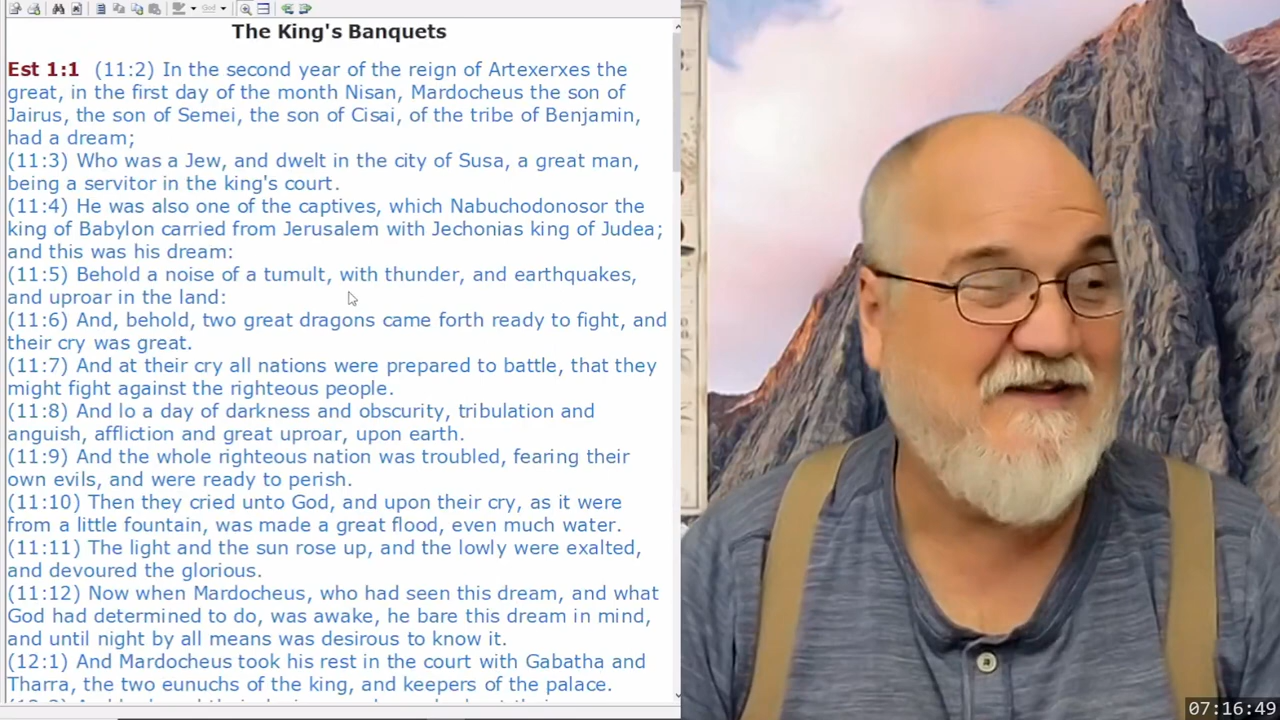 The King's Banquets
Est 1:1 (11:2) In the second year of the reign of Artexerxes the
great, in the first day of the month Nisan, Mardocheus the son of
Jairus, the son of Semei, the son of Cisai, of the tribe of Benjamin,
had a dream;
(11:3) Who was a Jew, and dwelt in the city of Susa, a great man,
being a servitor in the king's court.
(11:4) He was also one of the captives, which Nabuchodonosor the
king of Babylon carried from Jerusalem with Jechonias king of Judea;
and this was his dream:
(11:5) Behold a noise of a tumult, with thunder, and earthquakes,
and uproar in the land:
(11:6) And, behold, two great dragons came forth ready to fight, and
their cry was great.
(11:7) And at their cry all nations were prepared to battle, that they
might fight against the righteous people.
(11:8) And lo a day of darkness and obscurity, tribulation and
anguish, affliction and great uproar, upon earth.
(11:9) And the whole righteous nation was troubled, fearing their
own evils, and were ready to perish.
(11:10) Then they cried unto God, and upon their cry, as it were
from a little fountain, was made a great flood, even much water.
(11:11) The light and the sun rose up, and the lowly were exalted,
and devoured the glorious.
(11:12) Now when Mardocheus, who had seen this dream, and what
God had determined to do, was awake, he bare this dream in mind,
and until night by all means was desirous to know it.
(12:1) And Mardocheus took his rest in the court with Gabatha and
Tharra, the two eunuchs of the king, and keepers of the palace.
07:16:49